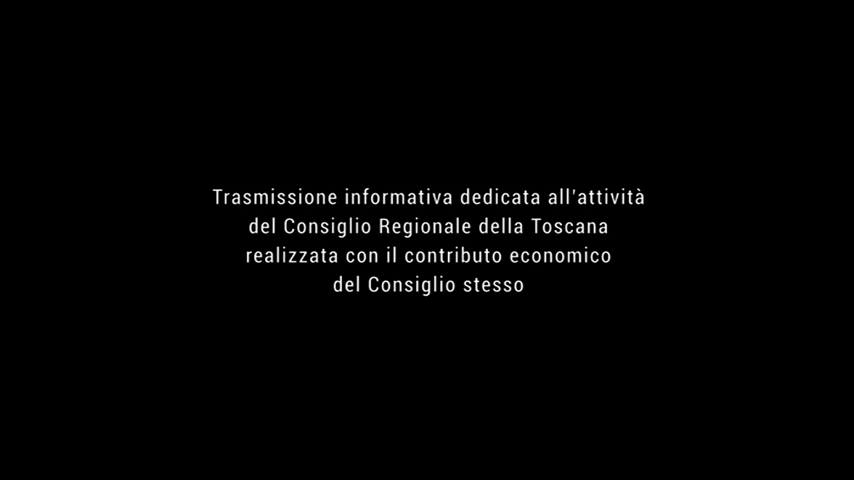 Trasmissione informativa dedicata all'attività
del Consiglio Regionale della Toscana
realizzata con il contributo economico
del Consiglio stesso